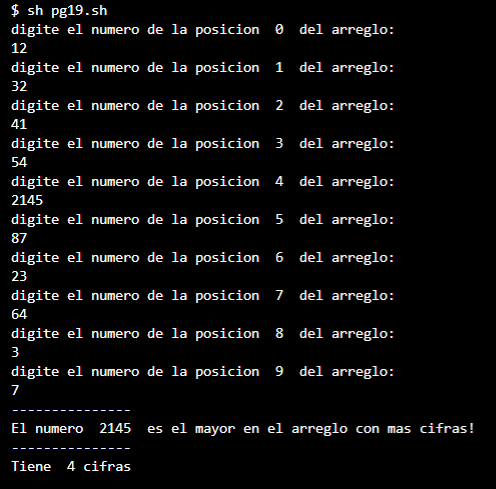 $ sh pg19.sh
digite el numero de la posicion  0  del arreglo:
12
digite el numero de la posicion  1  del arreglo:
32
digite el numero de la posicion  2  del arreglo:
41
digite el numero de la posicion  3  del arreglo:
54
digite el numero de la posicion  4  del arreglo:
2145
digite el numero de la posicion  5  del arreglo:
87
digite el numero de la posicion  6  del arreglo:
23
digite el numero de la posicion  7  del arreglo:
64
digite el numero de la posicion  8  del arreglo:
3
digite el numero de la posicion  9  del arreglo:
7
---------------
El numero  2145  es el mayor en el arreglo con mas cifras!
---------------
Tiene  4 cifras